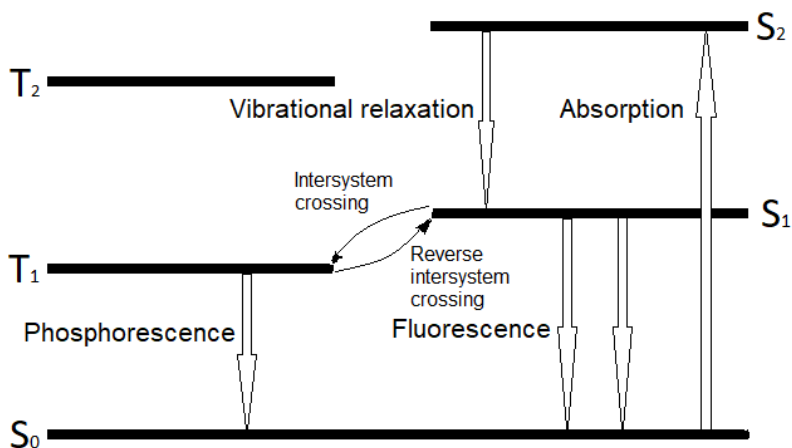 S2
T2
Vibrational relaxation
Absorption
Intersystem
crossing
S1
T1
Reverse
intersystem
crossing
Phosphorescence
Fluorescence
S0